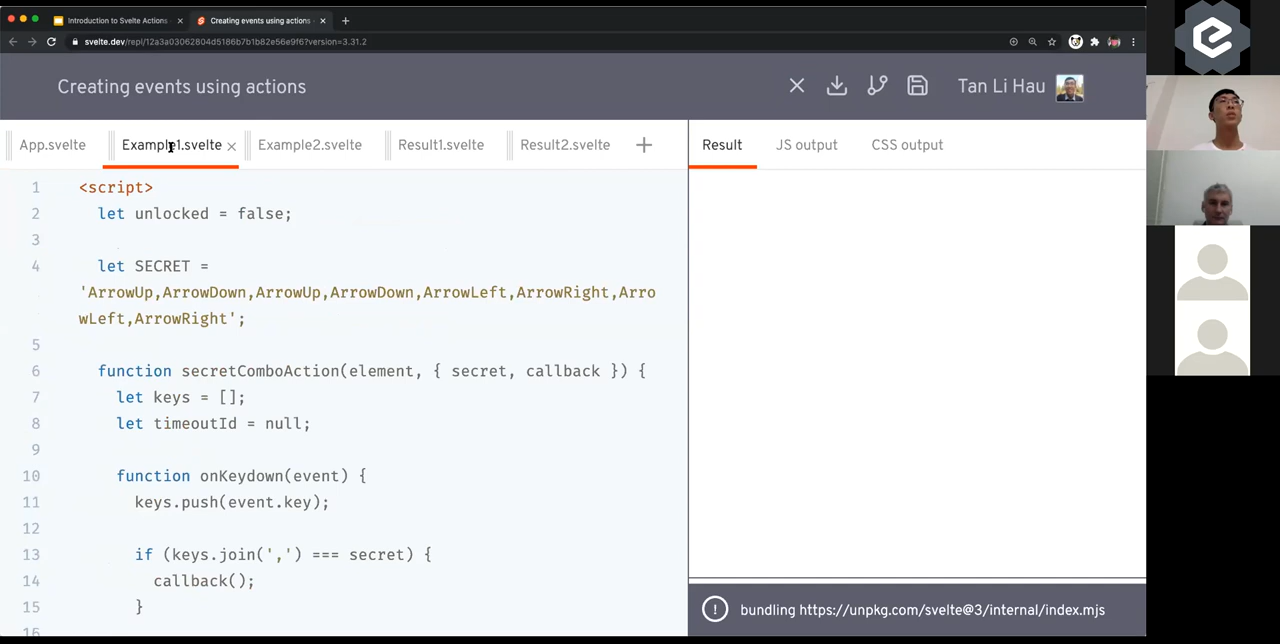 Introduction to Svelte Actions
Creating events using actions
svelte.dev/repl/12a3a03062804d5186b7b1b82e56e9f6?version=3.31.2
Creating events using actions
Tan Li Hau
App.svelte
Example1.svelte
Example2.svelte
Result1.svelte
Result2.svelte
Result
JS output
CSS output
1 <script>
2 let unlocked = false;
3
4 let SECRET =
'ArrowUp,ArrowDown,ArrowUp,ArrowDown,ArrowLeft,ArrowRight,Arro
wLeft,ArrowRight';
5
6 function secretComboAction(element, { secret, callback }) {
7 let keys = [];
8 let timeoutId = null;
9
10 function onKeydown(event) {
11 keys.push(event.key);
12
13 if (keys.join(',') === secret) {
14 callback();
15 }
16
bundling https://unpkg.com/svelte@3/internal/index.mjs